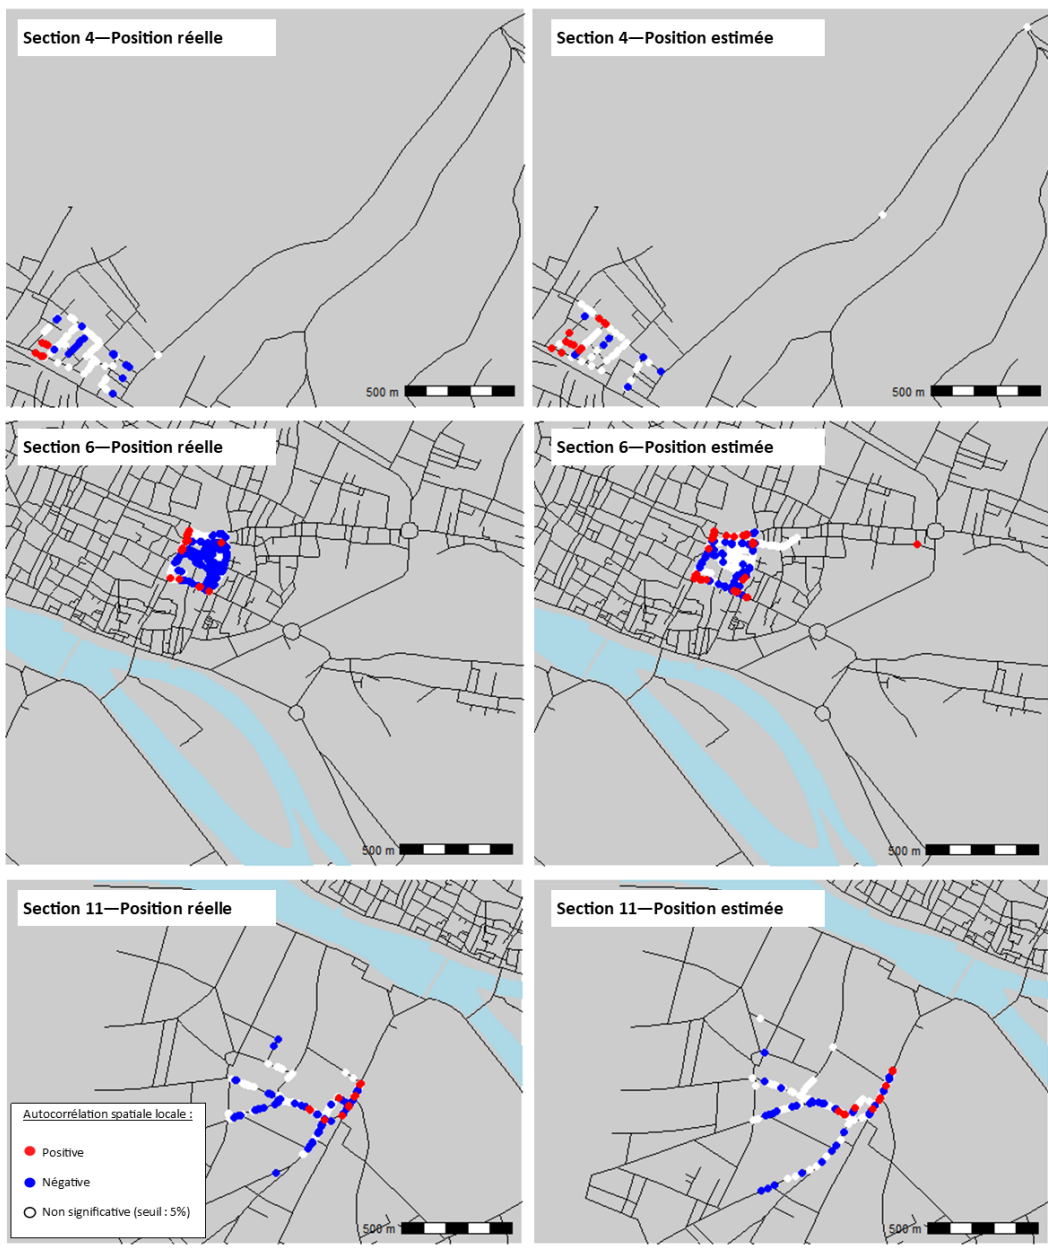 Section 4—Position réelle
Section 4—Position estimée
500 m
500 m
Section 6—Position réelle
Section 6—Position estimée
500 m
500 m
Section 11—Position réelle
Section 11—Position estimée
Autocorrélation spatiale locale :
Positive
Négative
Non significative (seuil : 5%)
500 m
500 m